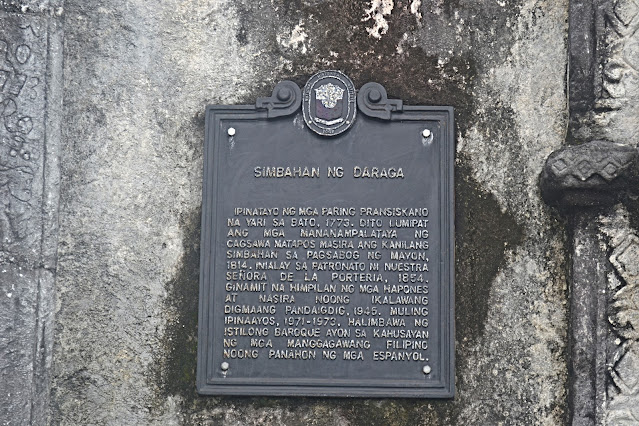 SIMBAHAN NG DARAGA
IPINATAYO NG MGA PARING PRANSISKANO
NA YARI SA BATO, 1773. DITO LUMIPAT
ANG MGA MANANAMPALATAYA NG
CAGSAWA MATAPOS MASIRA ANG KANILANG
SIMBAHAN SA PAGSABOG NG MAYON,
1814. INIALAY SA PATRONATO NI NUESTRA
SEÑORA DE LA PORTERIA, 1854.
GINAMIT NA HIMPILAN NG MGA HAPONES
AT NASIRA NOONG IKALAWANG
DIGMAANG PANDAIGDIG, 1945. MULING
IPINAAYOS, 1971-1973. HALIMBAWA NG
ISTILONG BAROQUE AYON SA KAHUSAYAN
NG MGA MANGGAGAWANG FILIPINO
NOONG PANAHON NG MGA ESPANYOL.